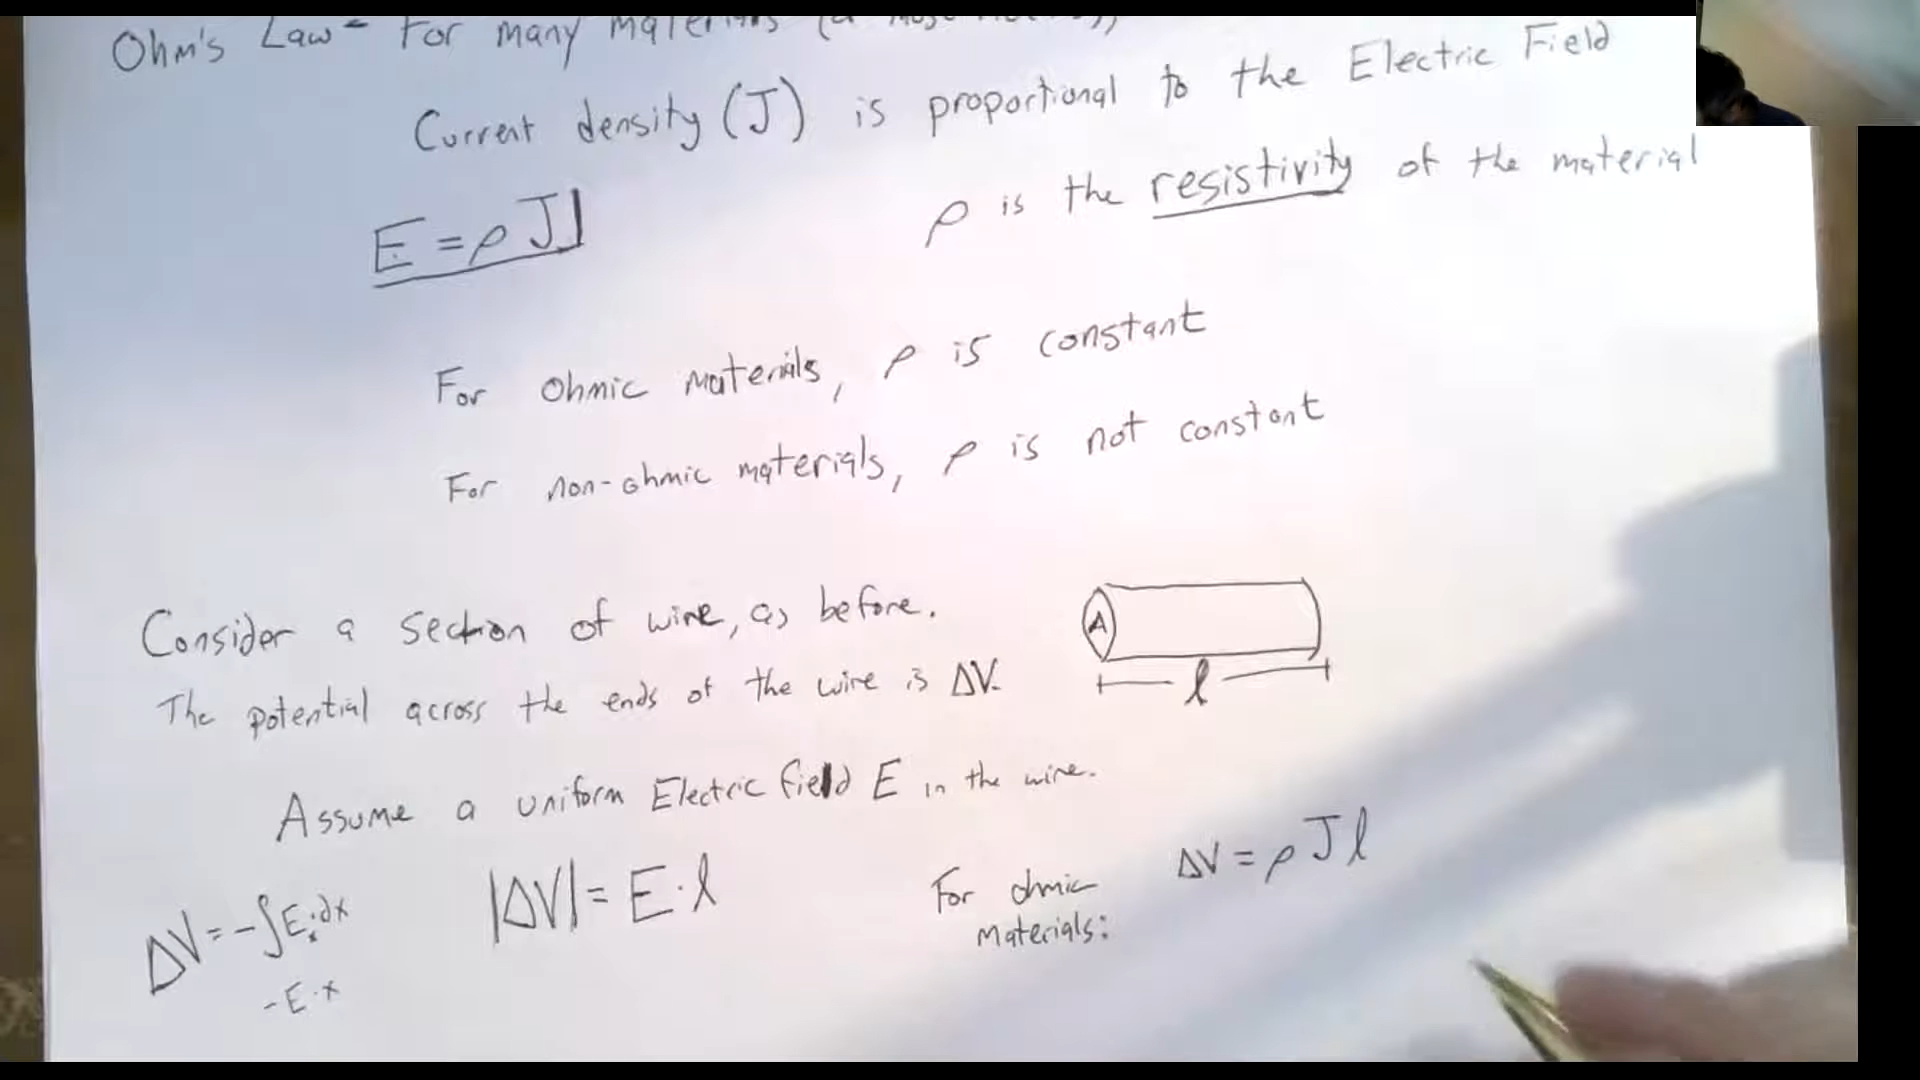 Ohm's Law - For many materials (
Current density (J) is proportional to the Electric Field
E = ρ J
ρ is the resistivity of the material
For ohmic materials, ρ is constant
For non-ohmic materials, ρ is not constant
Consider a section of wire, as before.
A
The potential across the ends of the wire is ΔV.
l
Assume a uniform Electric field E in the wire.
ΔV = -∫E·dx
-E·x
|ΔV| = E·l
For ohmic
materials:
ΔV = ρ J l